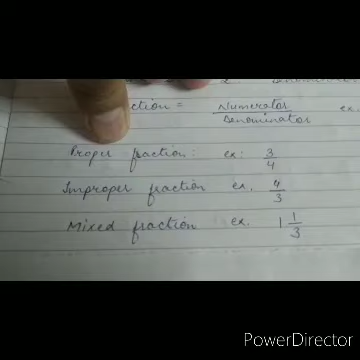 ction = Numerator / Denominator ex.
Proper fraction: ex: 3/4
Improper fraction ex. 4/3
Mixed fraction ex. 1 1/3
PowerDirector